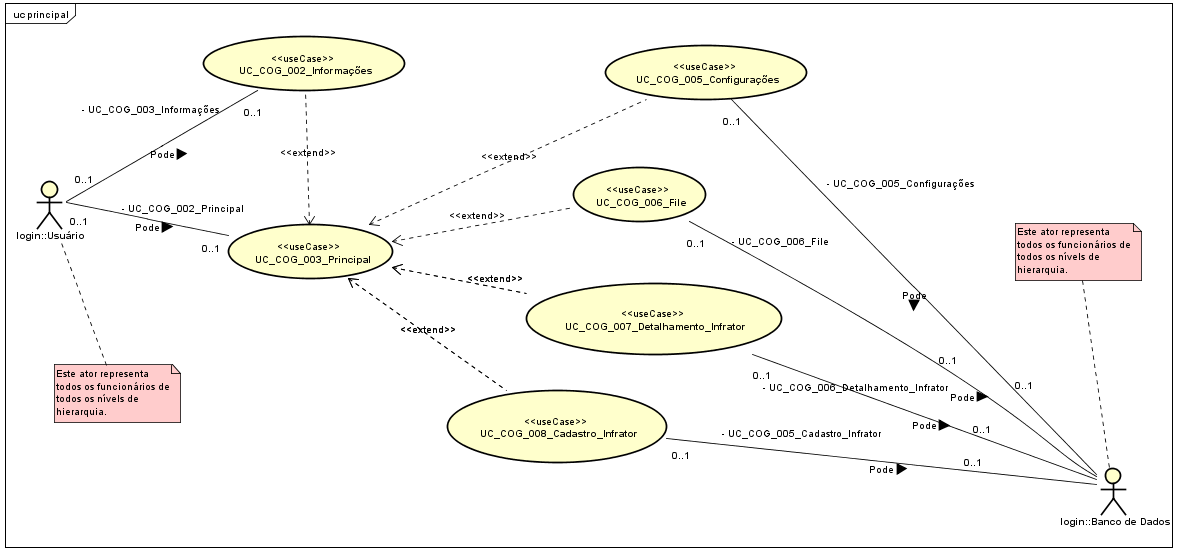 uc principal
<<useCase>>
UC_COG_002_Informações
<<useCase>>
UC_COG_005_Configurações
- UC_COG_003_Informações
0..1
0..1
Pode
<<extend>>
<<extend>>
0..1
- UC_COG_005_Configurações
<<useCase>>
UC_COG_006_File
- UC_COG_002_Principal
0..1
Pode
login::Usuário
0..1
<<extend>>
<<useCase>>
UC_COG_003_Principal
0..1
- UC_COG_006_File
Este ator representa
todos os funcionários de
todos os nívels de
hierarquia.
<<extend>>
Pode
<<useCase>>
UC_COG_007_Detalhamento_Infrator
<<extend>>
0..1
0..1
- UC_COG_006_Detalhamento_Infrator
0..1
Pode
Este ator representa
todos os funcionários de
todos os nívels de
hierarquia.
<<useCase>>
UC_COG_008_Cadastro_Infrator
Pode
0..1
- UC_COG_005_Cadastro_Infrator
0..1
0..1
Pode
login::Banco de Dados